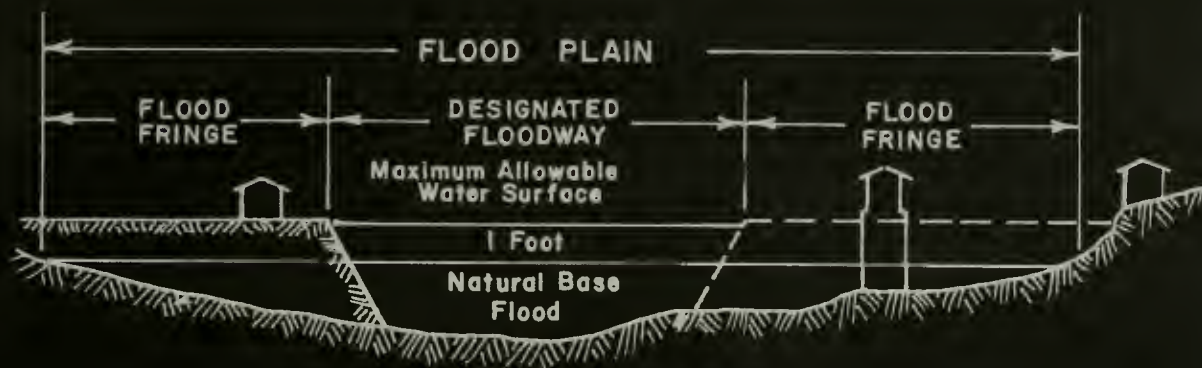 FLOOD PLAIN
FLOOD
FRINGE
DESIGNATED
FLOODWAY
FLOOD
FRINGE
Maximum Allowable
Water Surface
1 Foot
Natural Base
Flood